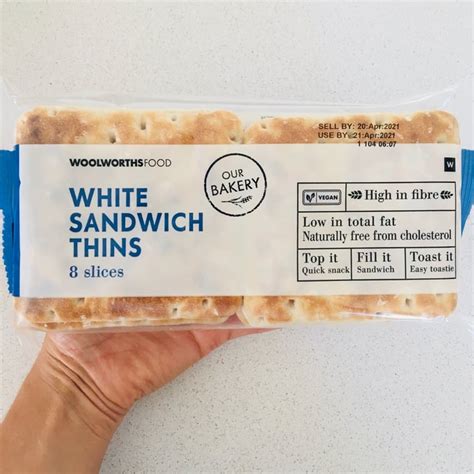 SELL BY: 20:Apr:2021
USE BY: 21:Apr:2021
1 104 06:07
WOOLWORTHSFOOD
W
OUR
BAKERY
WHITE
SANDWICH
THINS
8 slices
VEGAN
High in fibre
Low in total fat
Naturally free from cholesterol
Top it
Quick snack
Fill it
Sandwich
Toast it
Easy toastie